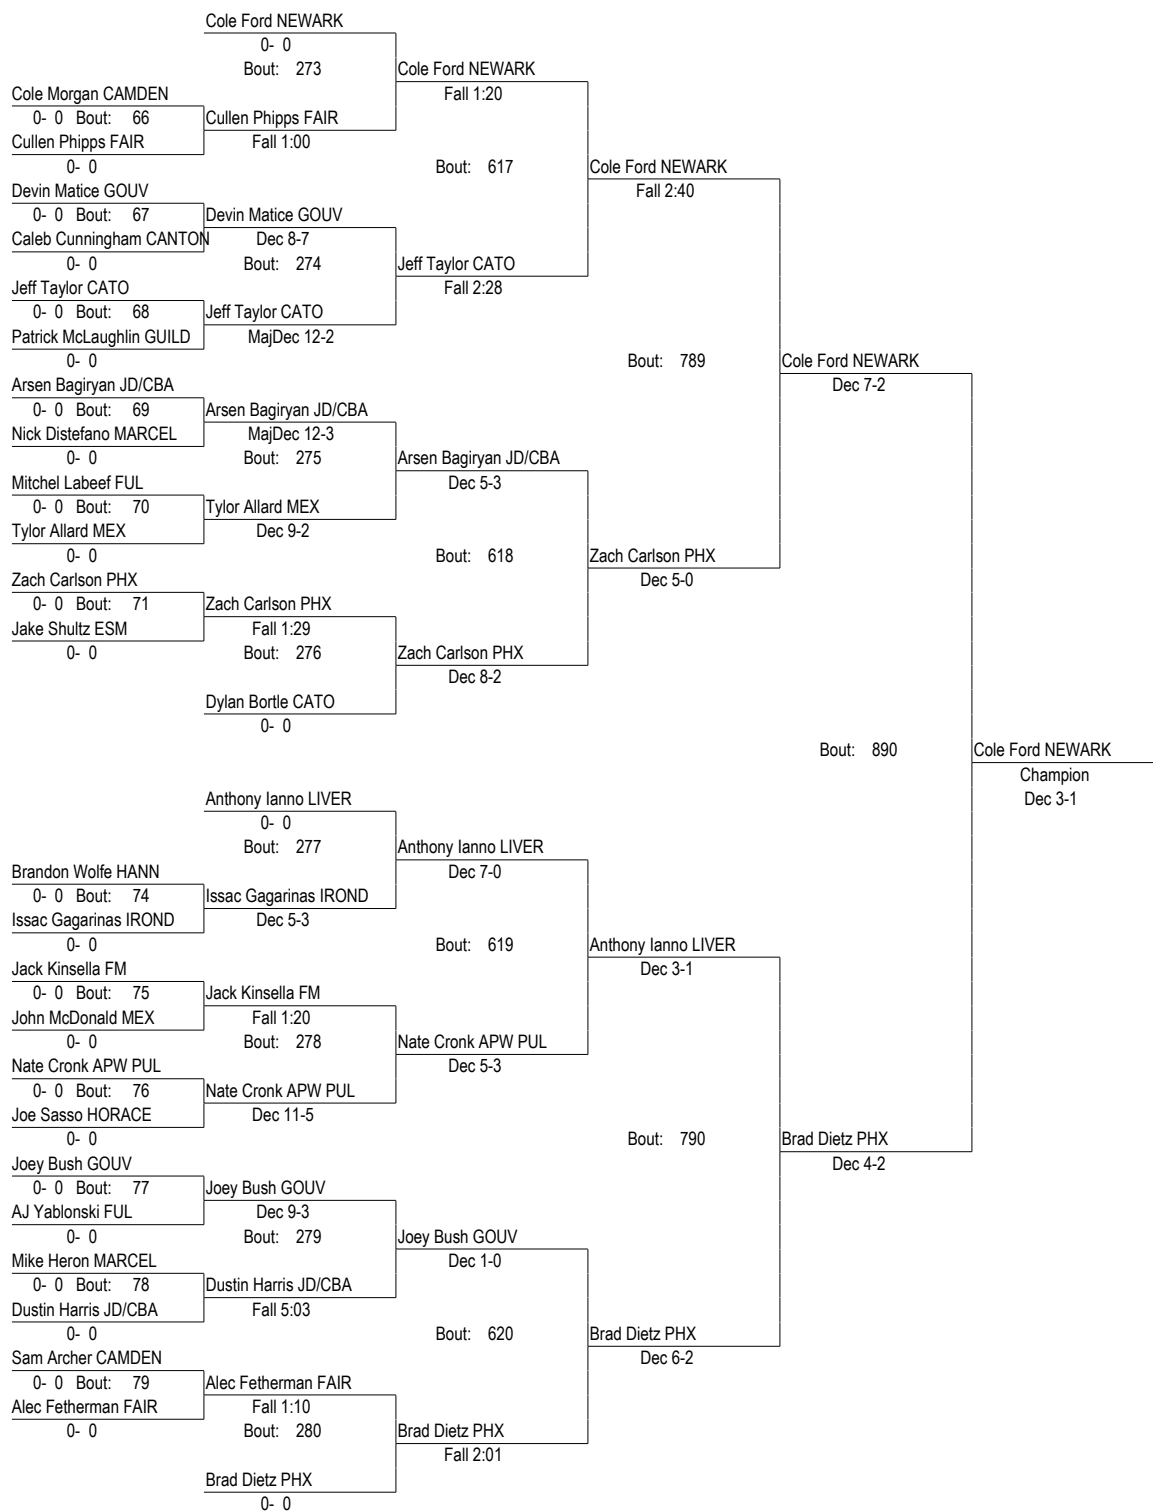 Cole Ford NEWARK
0- 0
Bout: 273
Cole Ford NEWARK
Cole Morgan CAMDEN
Fall 1:20
0- 0 Bout: 66
Cullen Phipps FAIR
Cullen Phipps FAIR
Fall 1:00
0- 0
Bout: 617
Cole Ford NEWARK
Devin Matice GOUV
Fall 2:40
0- 0 Bout: 67
Devin Matice GOUV
Caleb Cunningham CANTON
Dec 8-7
0- 0
Bout: 274
Jeff Taylor CATO
Jeff Taylor CATO
Fall 2:28
0- 0 Bout: 68
Jeff Taylor CATO
Patrick McLaughlin GUILD
MajDec 12-2
0- 0
Bout: 789
Cole Ford NEWARK
Arsen Bagiryan JD/CBA
Dec 7-2
0- 0 Bout: 69
Arsen Bagiryan JD/CBA
Nick Distefano MARCEL
MajDec 12-3
0- 0
Bout: 275
Arsen Bagiryan JD/CBA
Mitchel Labeef FUL
Dec 5-3
0- 0 Bout: 70
Tylor Allard MEX
Tylor Allard MEX
Dec 9-2
0- 0
Bout: 618
Zach Carlson PHX
Zach Carlson PHX
Dec 5-0
0- 0 Bout: 71
Zach Carlson PHX
Jake Shultz ESM
Fall 1:29
0- 0
Bout: 276
Zach Carlson PHX
Dec 8-2
Dylan Bortle CATO
0- 0
Bout: 890
Cole Ford NEWARK
Champion
Dec 3-1
Anthony Ianno LIVER
0- 0
Bout: 277
Anthony Ianno LIVER
Brandon Wolfe HANN
Dec 7-0
0- 0 Bout: 74
Issac Gagarinas IROND
Issac Gagarinas IROND
Dec 5-3
0- 0
Bout: 619
Anthony Ianno LIVER
Jack Kinsella FM
Dec 3-1
0- 0 Bout: 75
Jack Kinsella FM
John McDonald MEX
Fall 1:20
0- 0
Bout: 278
Nate Cronk APW PUL
Nate Cronk APW PUL
Dec 5-3
0- 0 Bout: 76
Nate Cronk APW PUL
Joe Sasso HORACE
Dec 11-5
0- 0
Bout: 790
Brad Dietz PHX
Joey Bush GOUV
Dec 4-2
0- 0 Bout: 77
Joey Bush GOUV
AJ Yablonski FUL
Dec 9-3
0- 0
Bout: 279
Joey Bush GOUV
Mike Heron MARCEL
Dec 1-0
0- 0 Bout: 78
Dustin Harris JD/CBA
Dustin Harris JD/CBA
Fall 5:03
0- 0
Bout: 620
Brad Dietz PHX
Sam Archer CAMDEN
Dec 6-2
0- 0 Bout: 79
Alec Fetherman FAIR
Alec Fetherman FAIR
Fall 1:10
0- 0
Bout: 280
Brad Dietz PHX
Fall 2:01
Brad Dietz PHX
0- 0